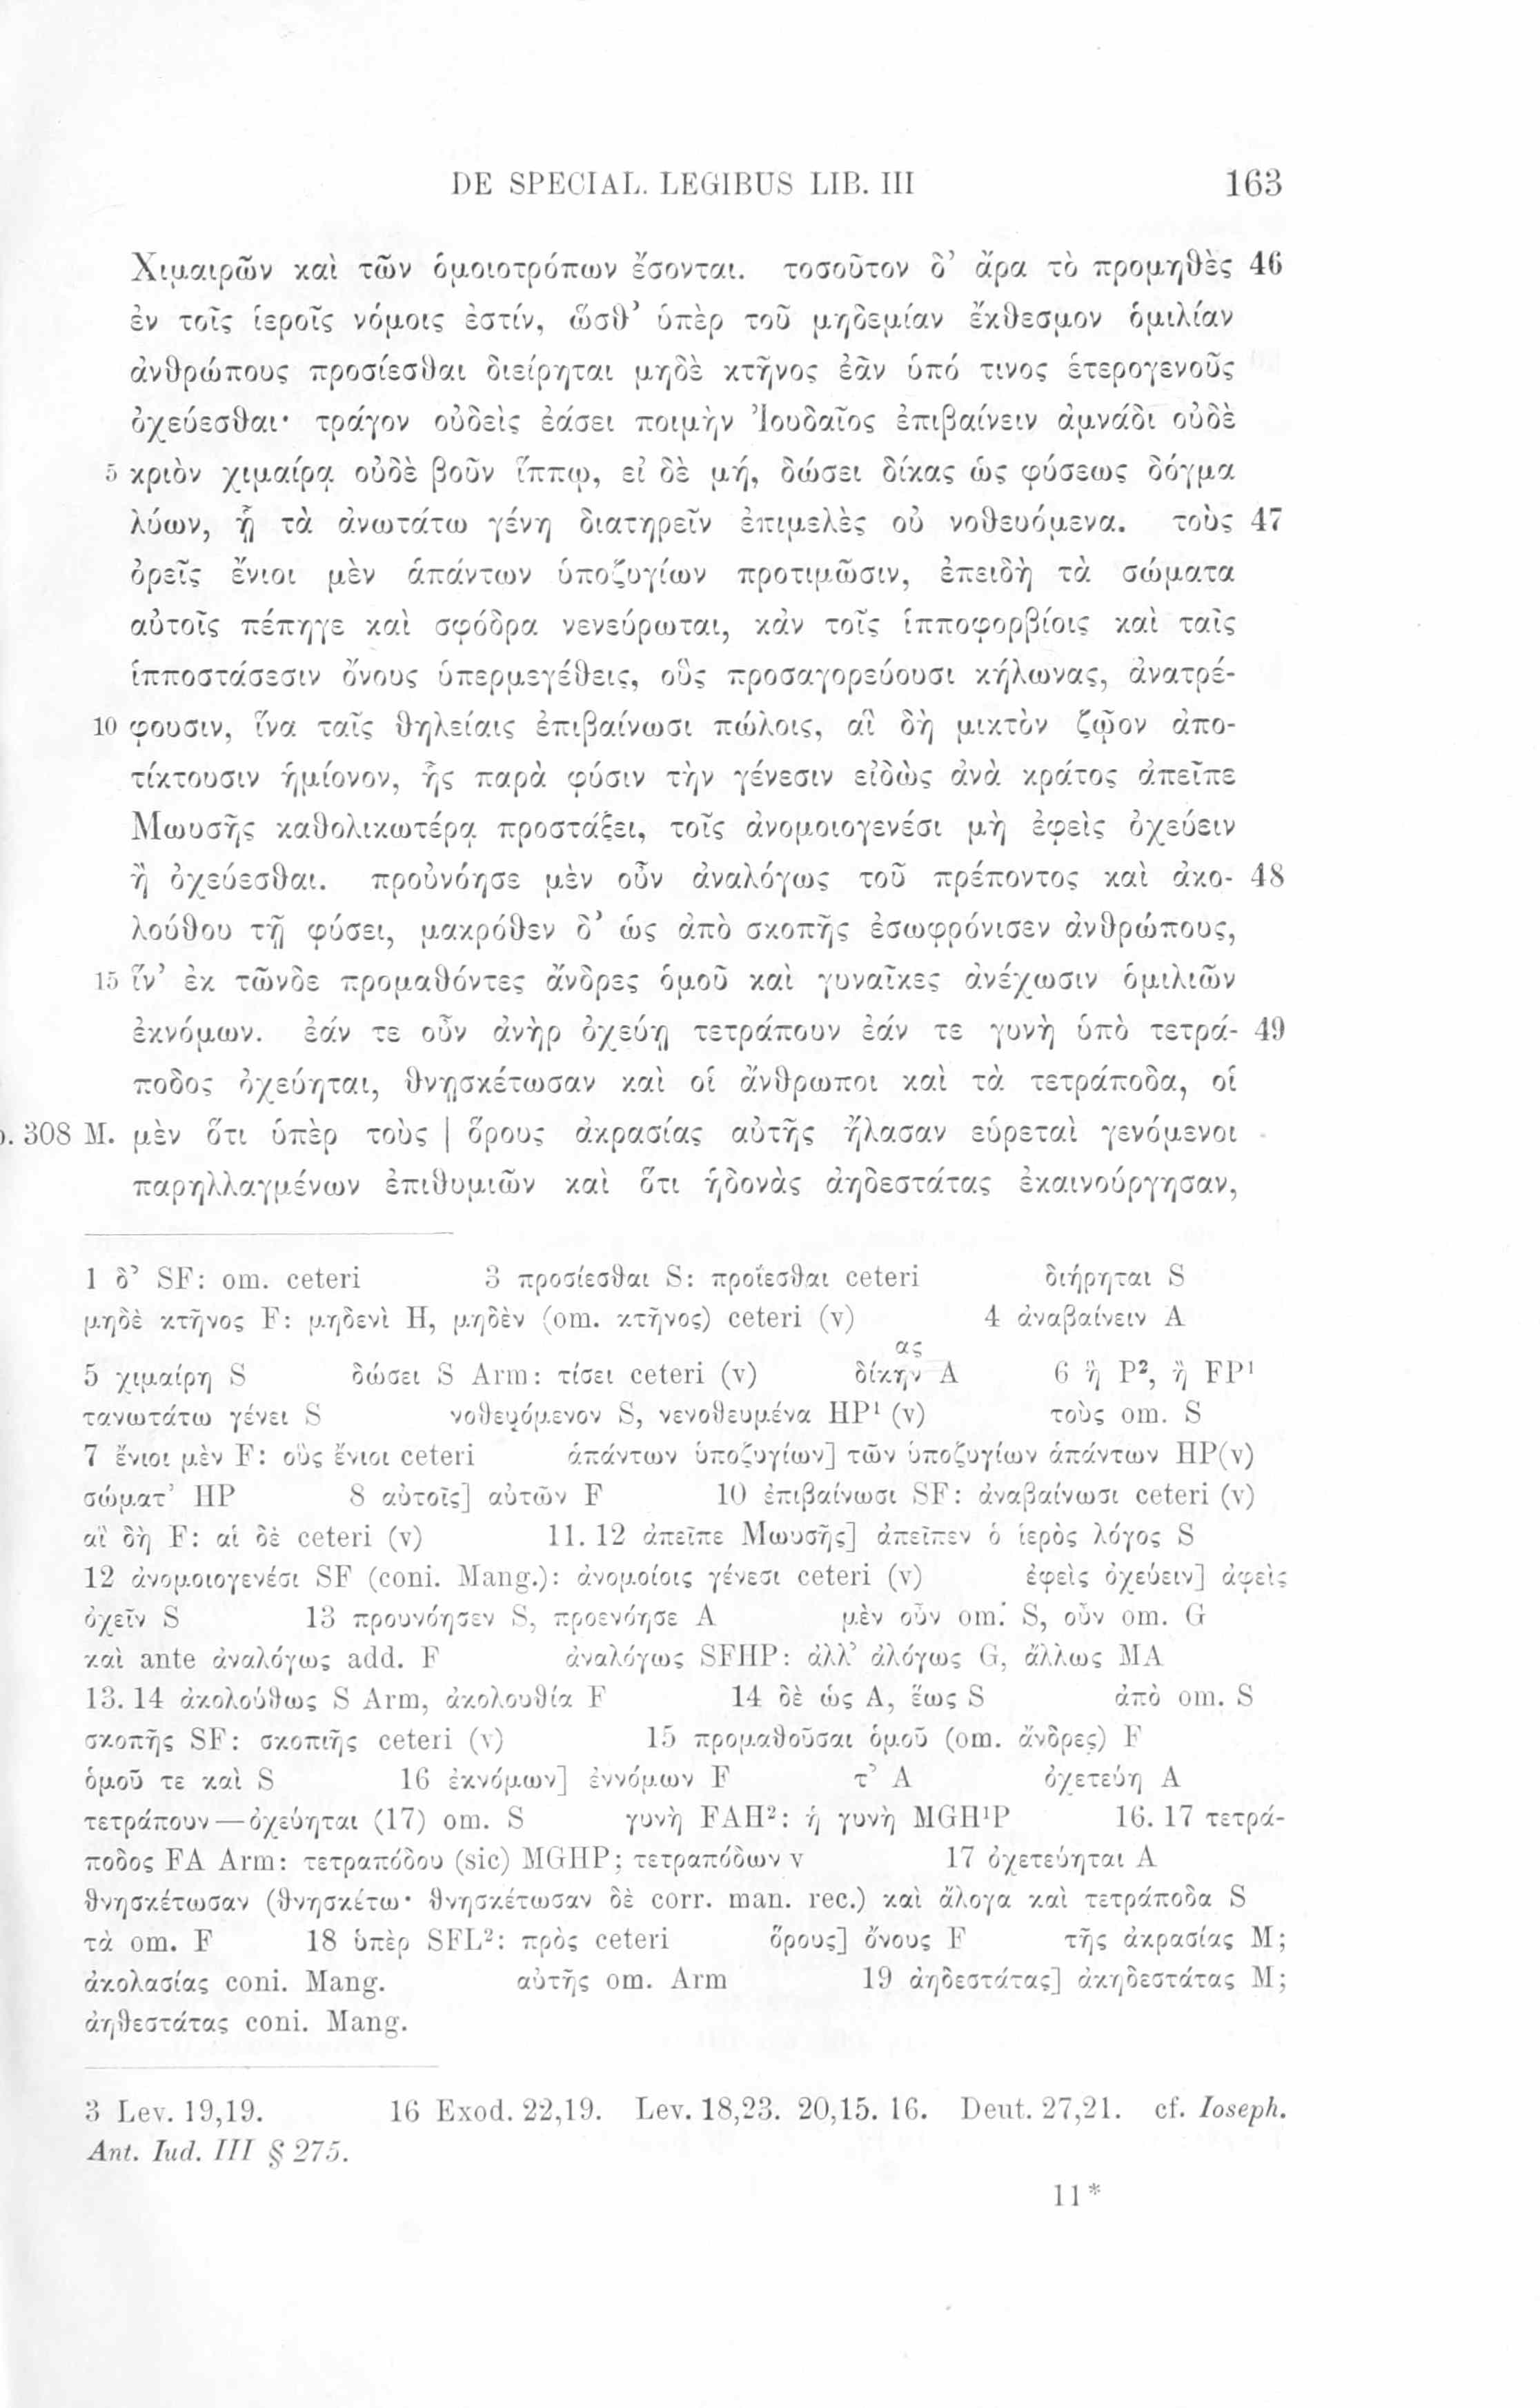 DE SPECIAL. LEGIBUS LIB. III 163
Χιμαιρῶν καὶ τῶν ὁμοιοτρόπων ἔσονται. τοσοῦτον δ’ ἄρα τὸ προμηθὲς 46
ἐν τοῖς ἱεροῖς νόμοις ἐστίν, ὥσθ’ ὑπὲρ τοῦ μηδεμίαν ἔκθεσμον ὁμιλίαν
ἀνθρώπους προσίεσθαι διείρηται μηδὲ κτῆνος ἐᾶν ὑπό τινος ἑτερογενοῦς
ὀχεύεσθαι· τράγον οὐδεὶς ἐάσει ποιμὴν Ἰουδαῖος ἐπιβαίνειν ἀμνάδι οὐδὲ
5 κριὸν χιμαίρᾳ οὐδὲ βοῦν ἵππῳ, εἰ δὲ μή, δώσει δίκας ὡς φύσεως δόγμα
λύων, ᾗ τὰ ἀνωτάτω γένη διατηρεῖν ἐπιμελὲς οὐ νοθευόμενα. τοὺς 47
ὀρεῖς ἔνιοι μὲν ἁπάντων ὑποζυγίων προτιμῶσιν, ἐπειδὴ τὰ σώματα
αὐτοῖς πέπηγε καὶ σφόδρα νενεύρωται, κἀν τοῖς ἱπποφορβίοις καὶ ταῖς
ἱπποστάσεσιν ὄνους ὑπερμεγέθεις, οὓς προσαγορεύουσι κήλωνας, ἀνατρέ-
10 φουσιν, ἵνα ταῖς θηλείαις ἐπιβαίνωσι πώλοις, αἳ δὴ μικτὸν ζῷον ἀπο-
τίκτουσιν ἡμίονον, ἧς παρὰ φύσιν τὴν γένεσιν εἰδὼς ἀνὰ κράτος ἀπεῖπε
Μωυσῆς καθολικωτέρᾳ προστάξει, τοῖς ἀνομοιογενέσι μὴ ἐφεὶς ὀχεύειν
ἢ ὀχεύεσθαι. προὐνόησε μὲν οὖν ἀναλόγως τοῦ πρέποντος καὶ ἀκο- 48
λούθου τῇ φύσει, μακρόθεν δ’ ὡς ἀπὸ σκοπῆς ἐσωφρόνισεν ἀνθρώπους,
15 ἵν’ ἐκ τῶνδε προμαθόντες ἄνδρες ὁμοῦ καὶ γυναῖκες ἀνέχωσιν ὁμιλιῶν
ἐκνόμων. ἐάν τε οὖν ἀνὴρ ὀχεύῃ τετράπουν ἐάν τε γυνὴ ὑπὸ τετρά- 49
ποδος ὀχεύηται, θνῃσκέτωσαν καὶ οἱ ἄνθρωποι καὶ τὰ τετράποδα, οἱ
p. 308 M. μὲν ὅτι ὑπὲρ τοὺς | ὅρους ἀκρασίας αὐτῆς ἤλασαν εὑρεταὶ γενόμενοι
παρηλλαγμένων ἐπιθυμιῶν καὶ ὅτι ἡδονὰς ἀηδεστάτας ἐκαινούργησαν,
1 δ’ SF: om. ceteri 3 προσίεσθαι S: προΐεσθαι ceteri διήρηται S
μηδὲ κτῆνος F: μηδενὶ H, μηδὲν (om. κτῆνος) ceteri (v) 4 ἀναβαίνειν A
ας
5 χιμαίρη S δώσει S Arm: τίσει ceteri (v) δίκην A 6 ἣ P², ἢ FP¹
τανωτάτω γένει S νοθευόμενον S, νενοθευμένα HP¹ (v) τοὺς om. S
7 ἔνιοι μὲν F: οὓς ἔνιοι ceteri ἁπάντων ὑποζυγίων] τῶν ὑποζυγίων ἁπάντων HP(v)
σώματ’ HP 8 αὐτοῖς] αὐτῶν F 10 ἐπιβαίνωσι SF: ἀναβαίνωσι ceteri (v)
αἳ δὴ F: αἱ δὲ ceteri (v) 11. 12 ἀπεῖπε Μωυσῆς] ἀπεῖπεν ὁ ἱερὸς λόγος S
12 ἀνομοιογενέσι SF (coni. Mang.): ἀνομοίοις γένεσι ceteri (v) ἐφεὶς ὀχεύειν] ἀφεὶς
ὀχεῖν S 13 προυνόησεν S, προενόησε A μὲν οὖν om. S, οὖν om. G
καὶ ante ἀναλόγως add. F ἀναλόγως SFHP: ἀλλ’ ἀλόγως G, ἄλλως MA
13. 14 ἀκολούθως S Arm, ἀκολουθία F 14 δὲ ὡς A, ἕως S ἀπὸ om. S
σκοπῆς SF: σκοπιῆς ceteri (v) 15 προμαθοῦσαι ὁμοῦ (om. ἄνδρες) F
ὁμοῦ τε καὶ S 16 ἐκνόμων] ἐννόμων F τ’ A ὀχετεύη A
τετράπουν — ὀχεύηται (17) om. S γυνὴ FAH²: ἡ γυνὴ MGH¹P 16. 17 τετρά-
ποδος FA Arm: τετραπόδου (sic) MGHP; τετραπόδων v 17 ὀχετεύηται A
θνησκέτωσαν (θνησκέτω· θνησκέτωσαν δὲ corr. man. rec.) καὶ ἄλογα καὶ τετράποδα S
τὰ om. F 18 ὑπὲρ SFL²: πρὸς ceteri ὅρους] ὄνους F τῆς ἀκρασίας M;
ἀκολασίας coni. Mang. αὐτῆς om. Arm 19 ἀηδεστάτας] ἀκηδεστάτας M;
ἀηθεστάτας coni. Mang.
3 Lev. 19,19. 16 Exod. 22,19. Lev. 18,23. 20,15. 16. Deut. 27,21. cf. Ioseph.
Ant. Iud. III § 275.
11*